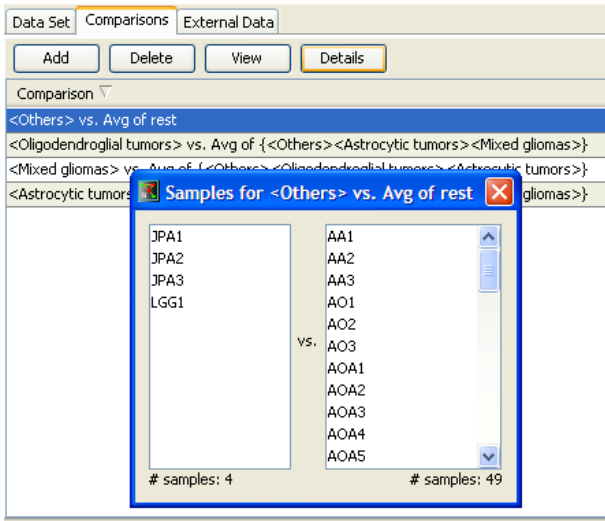 Data Set Comparisons External Data
Add Delete View Details
Comparison
<Others> vs. Avg of rest
<Oligodendroglial tumors> vs. Avg of {<Others><Astrocytic tumors><Mixed gliomas>}
<Mixed gliomas> vs. Avg of {<Others><Oligodendroglial tumors><Astrocytic tumors>}
<Astrocytic tumors gliomas>}
Samples for <Others> vs. Avg of rest
JPA1
JPA2
JPA3
LGG1
vs.
AA1
AA2
AA3
AO1
AO2
AO3
AOA1
AOA2
AOA3
AOA4
AOA5
# samples: 4
# samples: 49